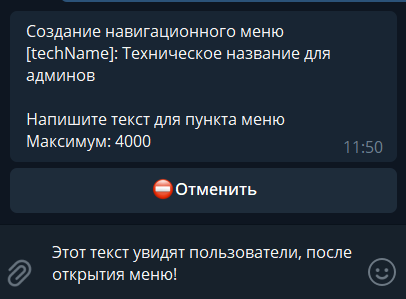 Создание навигационного меню
[techName]: Техническое название для
админов
Напишите текст для пункта меню
Максимум: 4000
11:50
Отменить
Этот текст увидят пользователи, после
открытия меню!